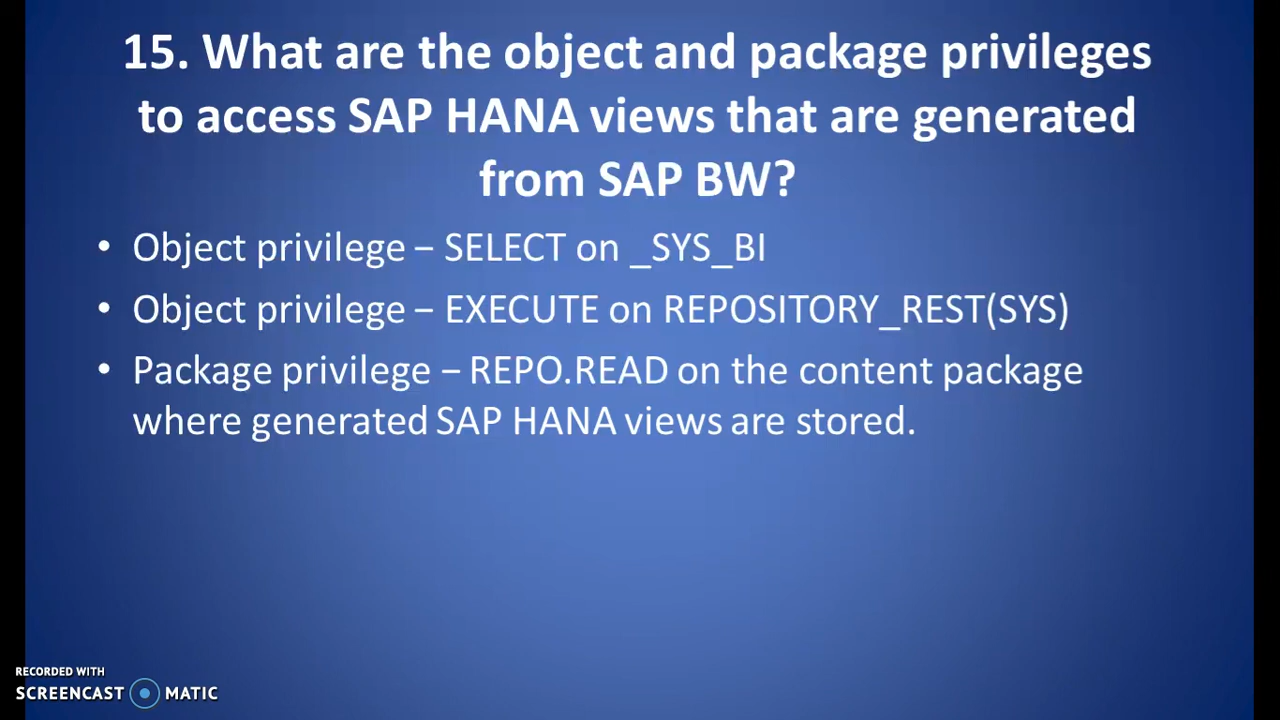 15. What are the object and package privileges
to access SAP HANA views that are generated
from SAP BW?
• Object privilege – SELECT on _SYS_BI
• Object privilege – EXECUTE on REPOSITORY_REST(SYS)
• Package privilege – REPO.READ on the content package
where generated SAP HANA views are stored.
RECORDED WITH
SCREENCAST MATIC